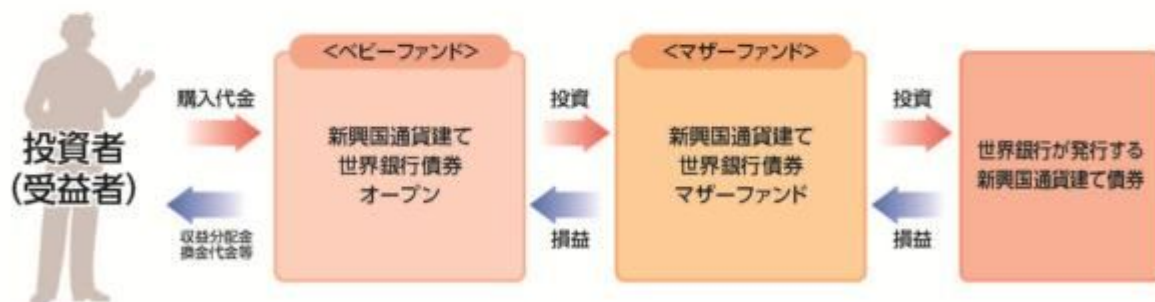 投資者
(受益者)
購入代金
収益分配金
換金代金等
<ベビーファンド>
新興国通貨建て
世界銀行債券
オープン
投資
損益
<マザーファンド>
新興国通貨建て
世界銀行債券
マザーファンド
投資
損益
世界銀行が発行する
新興国通貨建て債券